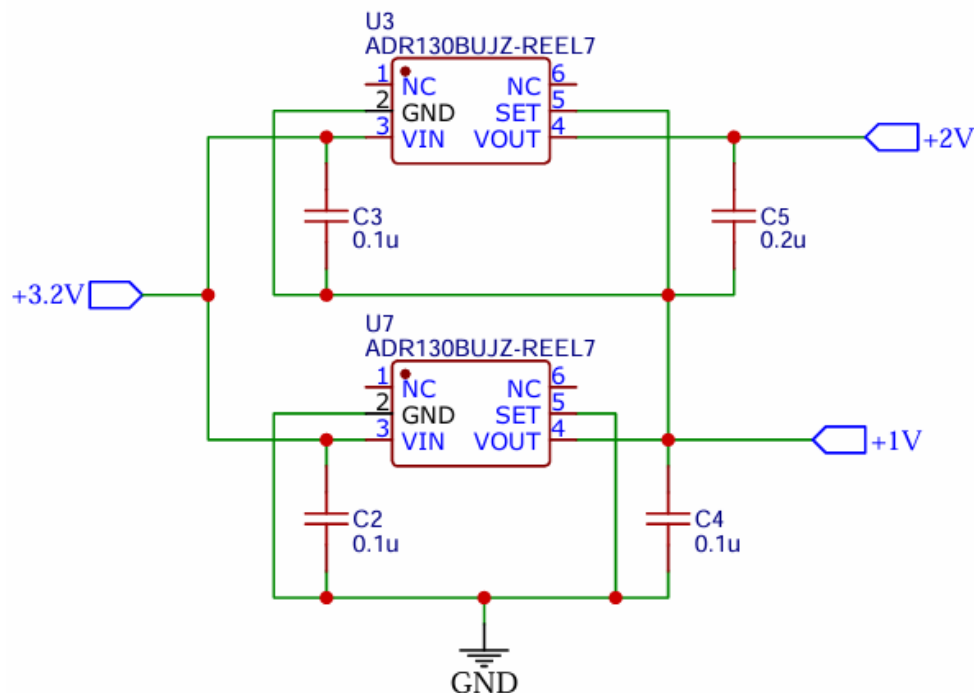 U3
ADR130BUJZ-REEL7
1 NC NC 6
2 GND SET 5
3 VIN VOUT 4
+2V
C3
0.1u
C5
0.2u
+3.2V
U7
ADR130BUJZ-REEL7
1 NC NC 6
2 GND SET 5
3 VIN VOUT 4
+1V
C2
0.1u
C4
0.1u
GND